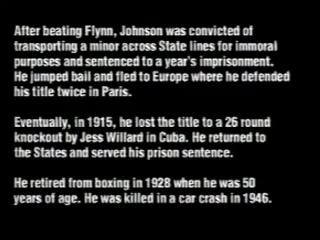 After beating Flynn, Johnson was convicted of
transporting a minor across State lines for immoral
purposes and sentenced to a year's imprisonment.
He jumped bail and fled to Europe where he defended
his title twice in Paris.
Eventually, in 1915, he lost the title to a 26 round
knockout by Jess Willard in Cuba. He returned to
the States and served his prison sentence.
He retired from boxing in 1928 when he was 50
years of age. He was killed in a car crash in 1946.